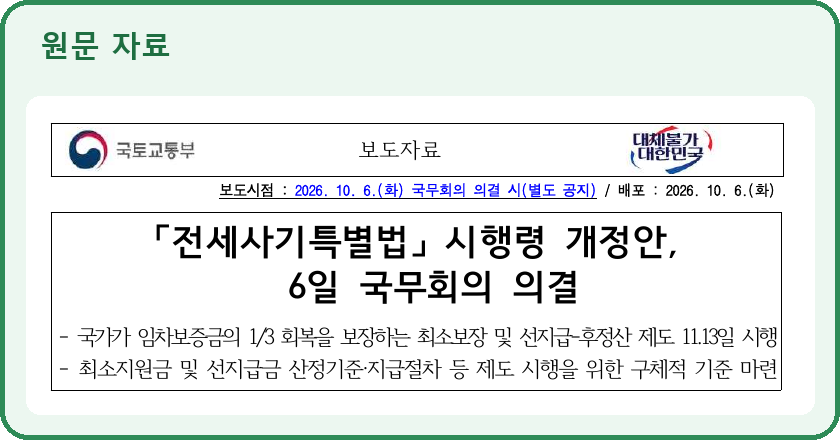 원문 자료
국토교통부
보도자료
대체불가
대한민국
보도시점 : 2026. 10. 6.(화) 국무회의 의결 시(별도 공지) / 배포 : 2026. 10. 6.(화)
「전세사기특별법」 시행령 개정안,
6일 국무회의 의결
- 국가가 임차보증금의 1/3 회복을 보장하는 최소보장 및 선지급-후정산 제도 11.13일 시행
- 최소지원금 및 선지급금 산정기준·지급절차 등 제도 시행을 위한 구체적 기준 마련